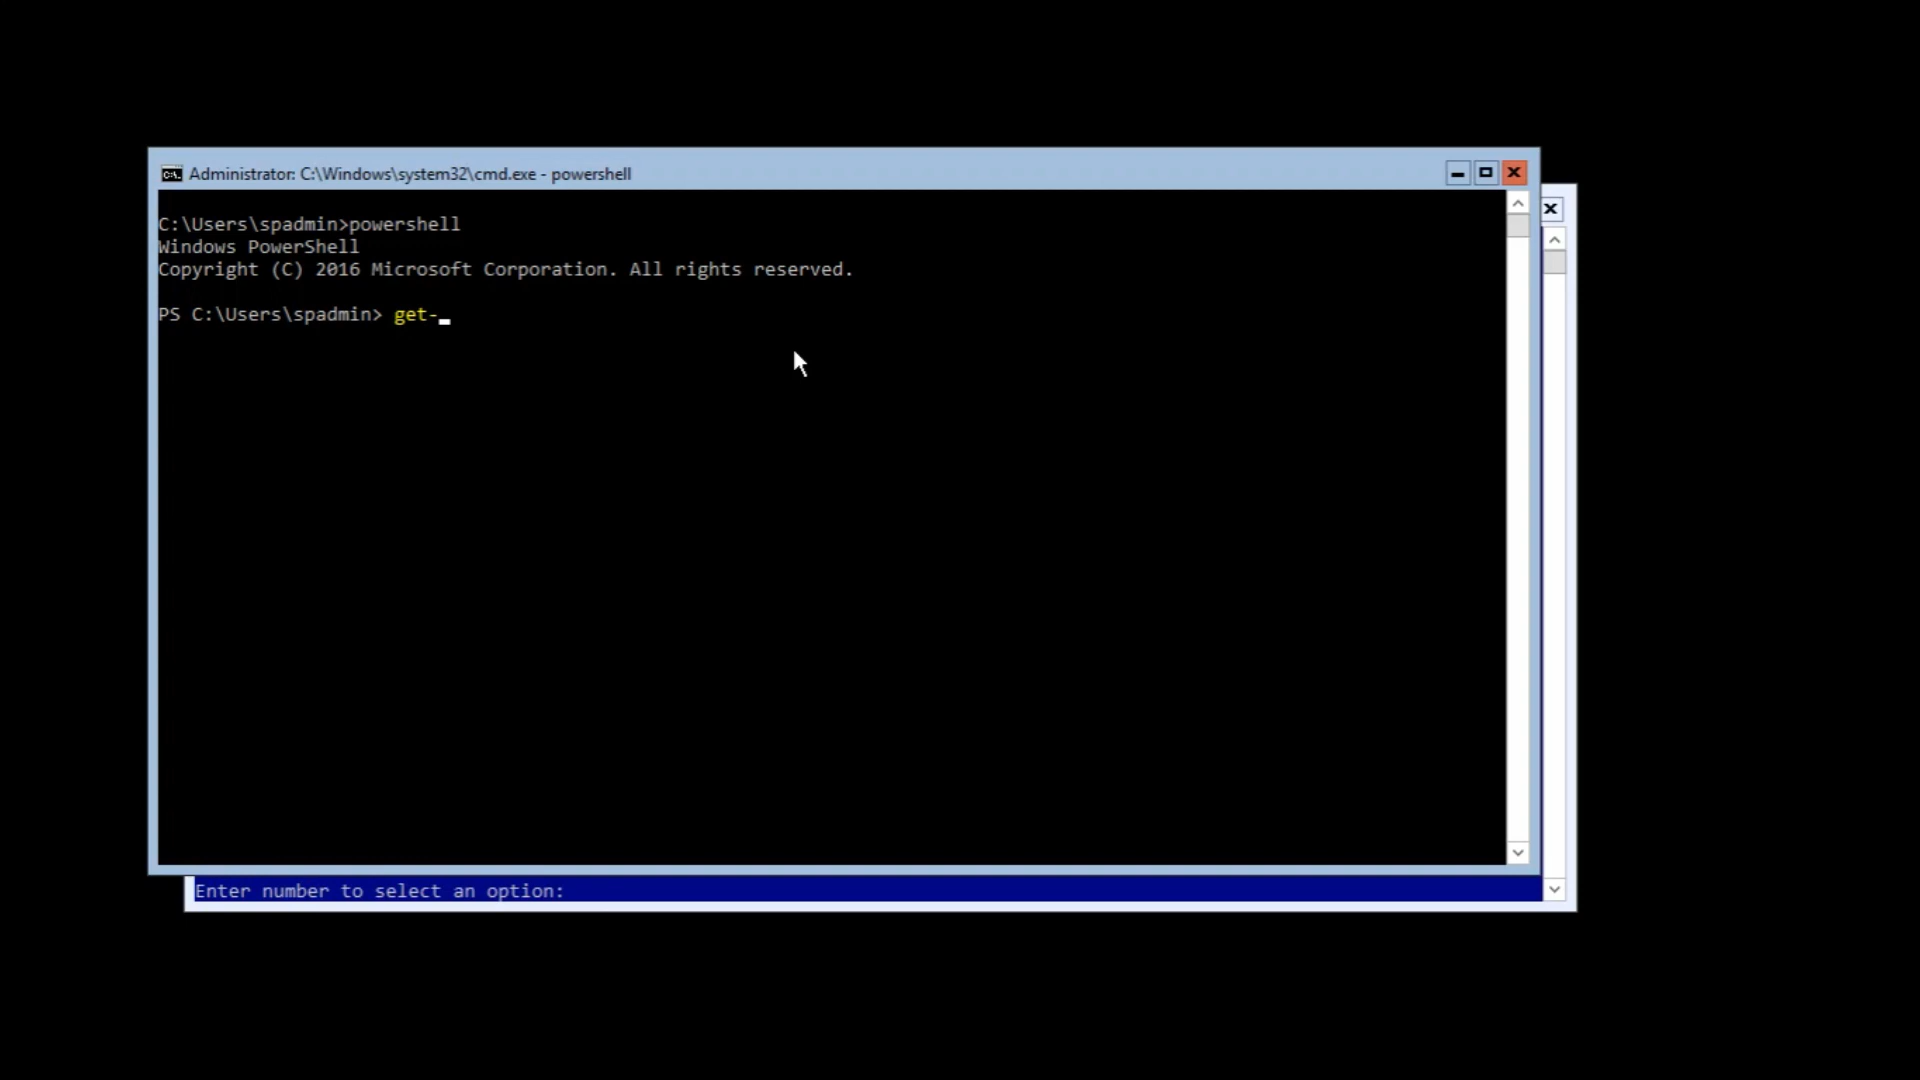 Administrator: C:\Windows\system32\cmd.exe - powershell
C:\Users\spadmin>powershell
Windows PowerShell
Copyright (C) 2016 Microsoft Corporation. All rights reserved.
PS C:\Users\spadmin> get-_
Enter number to select an option: